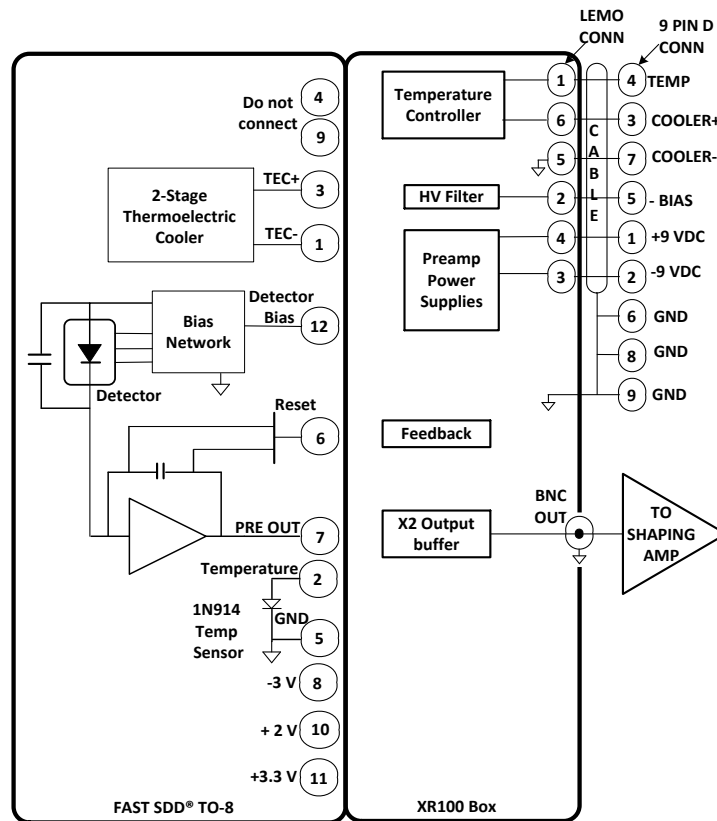 LEMO
CONN
9 PIN D
CONN
4
Do not
connect
9
2-Stage
Thermoelectric
Cooler
TEC+
3
TEC-
1
Bias
Network
Detector
Bias
12
Detector
Reset
6
PRE OUT
7
Temperature
2
1N914
Temp
Sensor
GND
5
-3 V
8
+ 2 V
10
+3.3 V
11
FAST SDD® TO-8
Temperature
Controller
HV Filter
Preamp
Power
Supplies
Feedback
X2 Output
buffer
BNC
OUT
XR100 Box
1
6
5
2
4
3
CABLE
4 TEMP
3 COOLER+
7 COOLER-
5 - BIAS
1 +9 VDC
2 -9 VDC
6 GND
8 GND
9 GND
TO
SHAPING
AMP